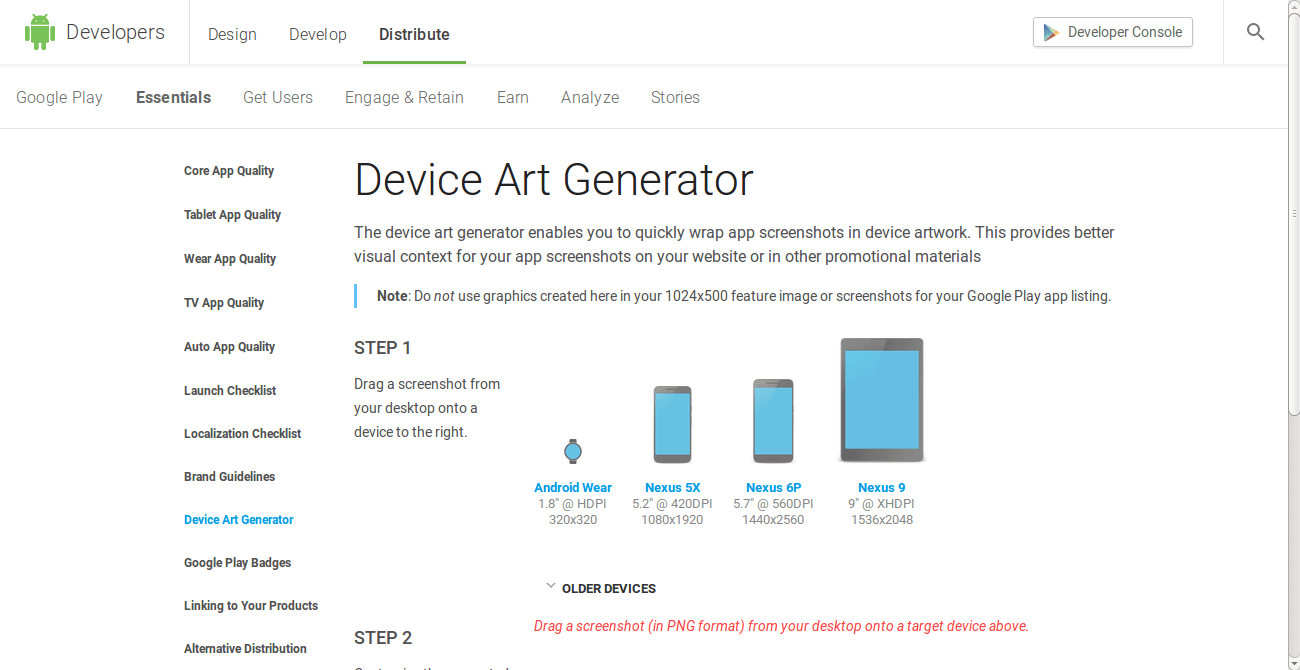 Developers
Design
Develop
Distribute
Developer Console
Google Play
Essentials
Get Users
Engage & Retain
Earn
Analyze
Stories
Core App Quality
Tablet App Quality
Wear App Quality
TV App Quality
Auto App Quality
Launch Checklist
Localization Checklist
Brand Guidelines
Device Art Generator
Google Play Badges
Linking to Your Products
Alternative Distribution
Device Art Generator
The device art generator enables you to quickly wrap app screenshots in device artwork. This provides better
visual context for your app screenshots on your website or in other promotional materials
Note: Do not use graphics created here in your 1024x500 feature image or screenshots for your Google Play app listing.
STEP 1
Drag a screenshot from
your desktop onto a
device to the right.
Android Wear
1.8" @ HDPI
320x320
Nexus 5X
5.2" @ 420DPI
1080x1920
Nexus 6P
5.7" @ 560DPI
1440x2560
Nexus 9
9" @ XHDPI
1536x2048
OLDER DEVICES
Drag a screenshot (in PNG format) from your desktop onto a target device above.
STEP 2